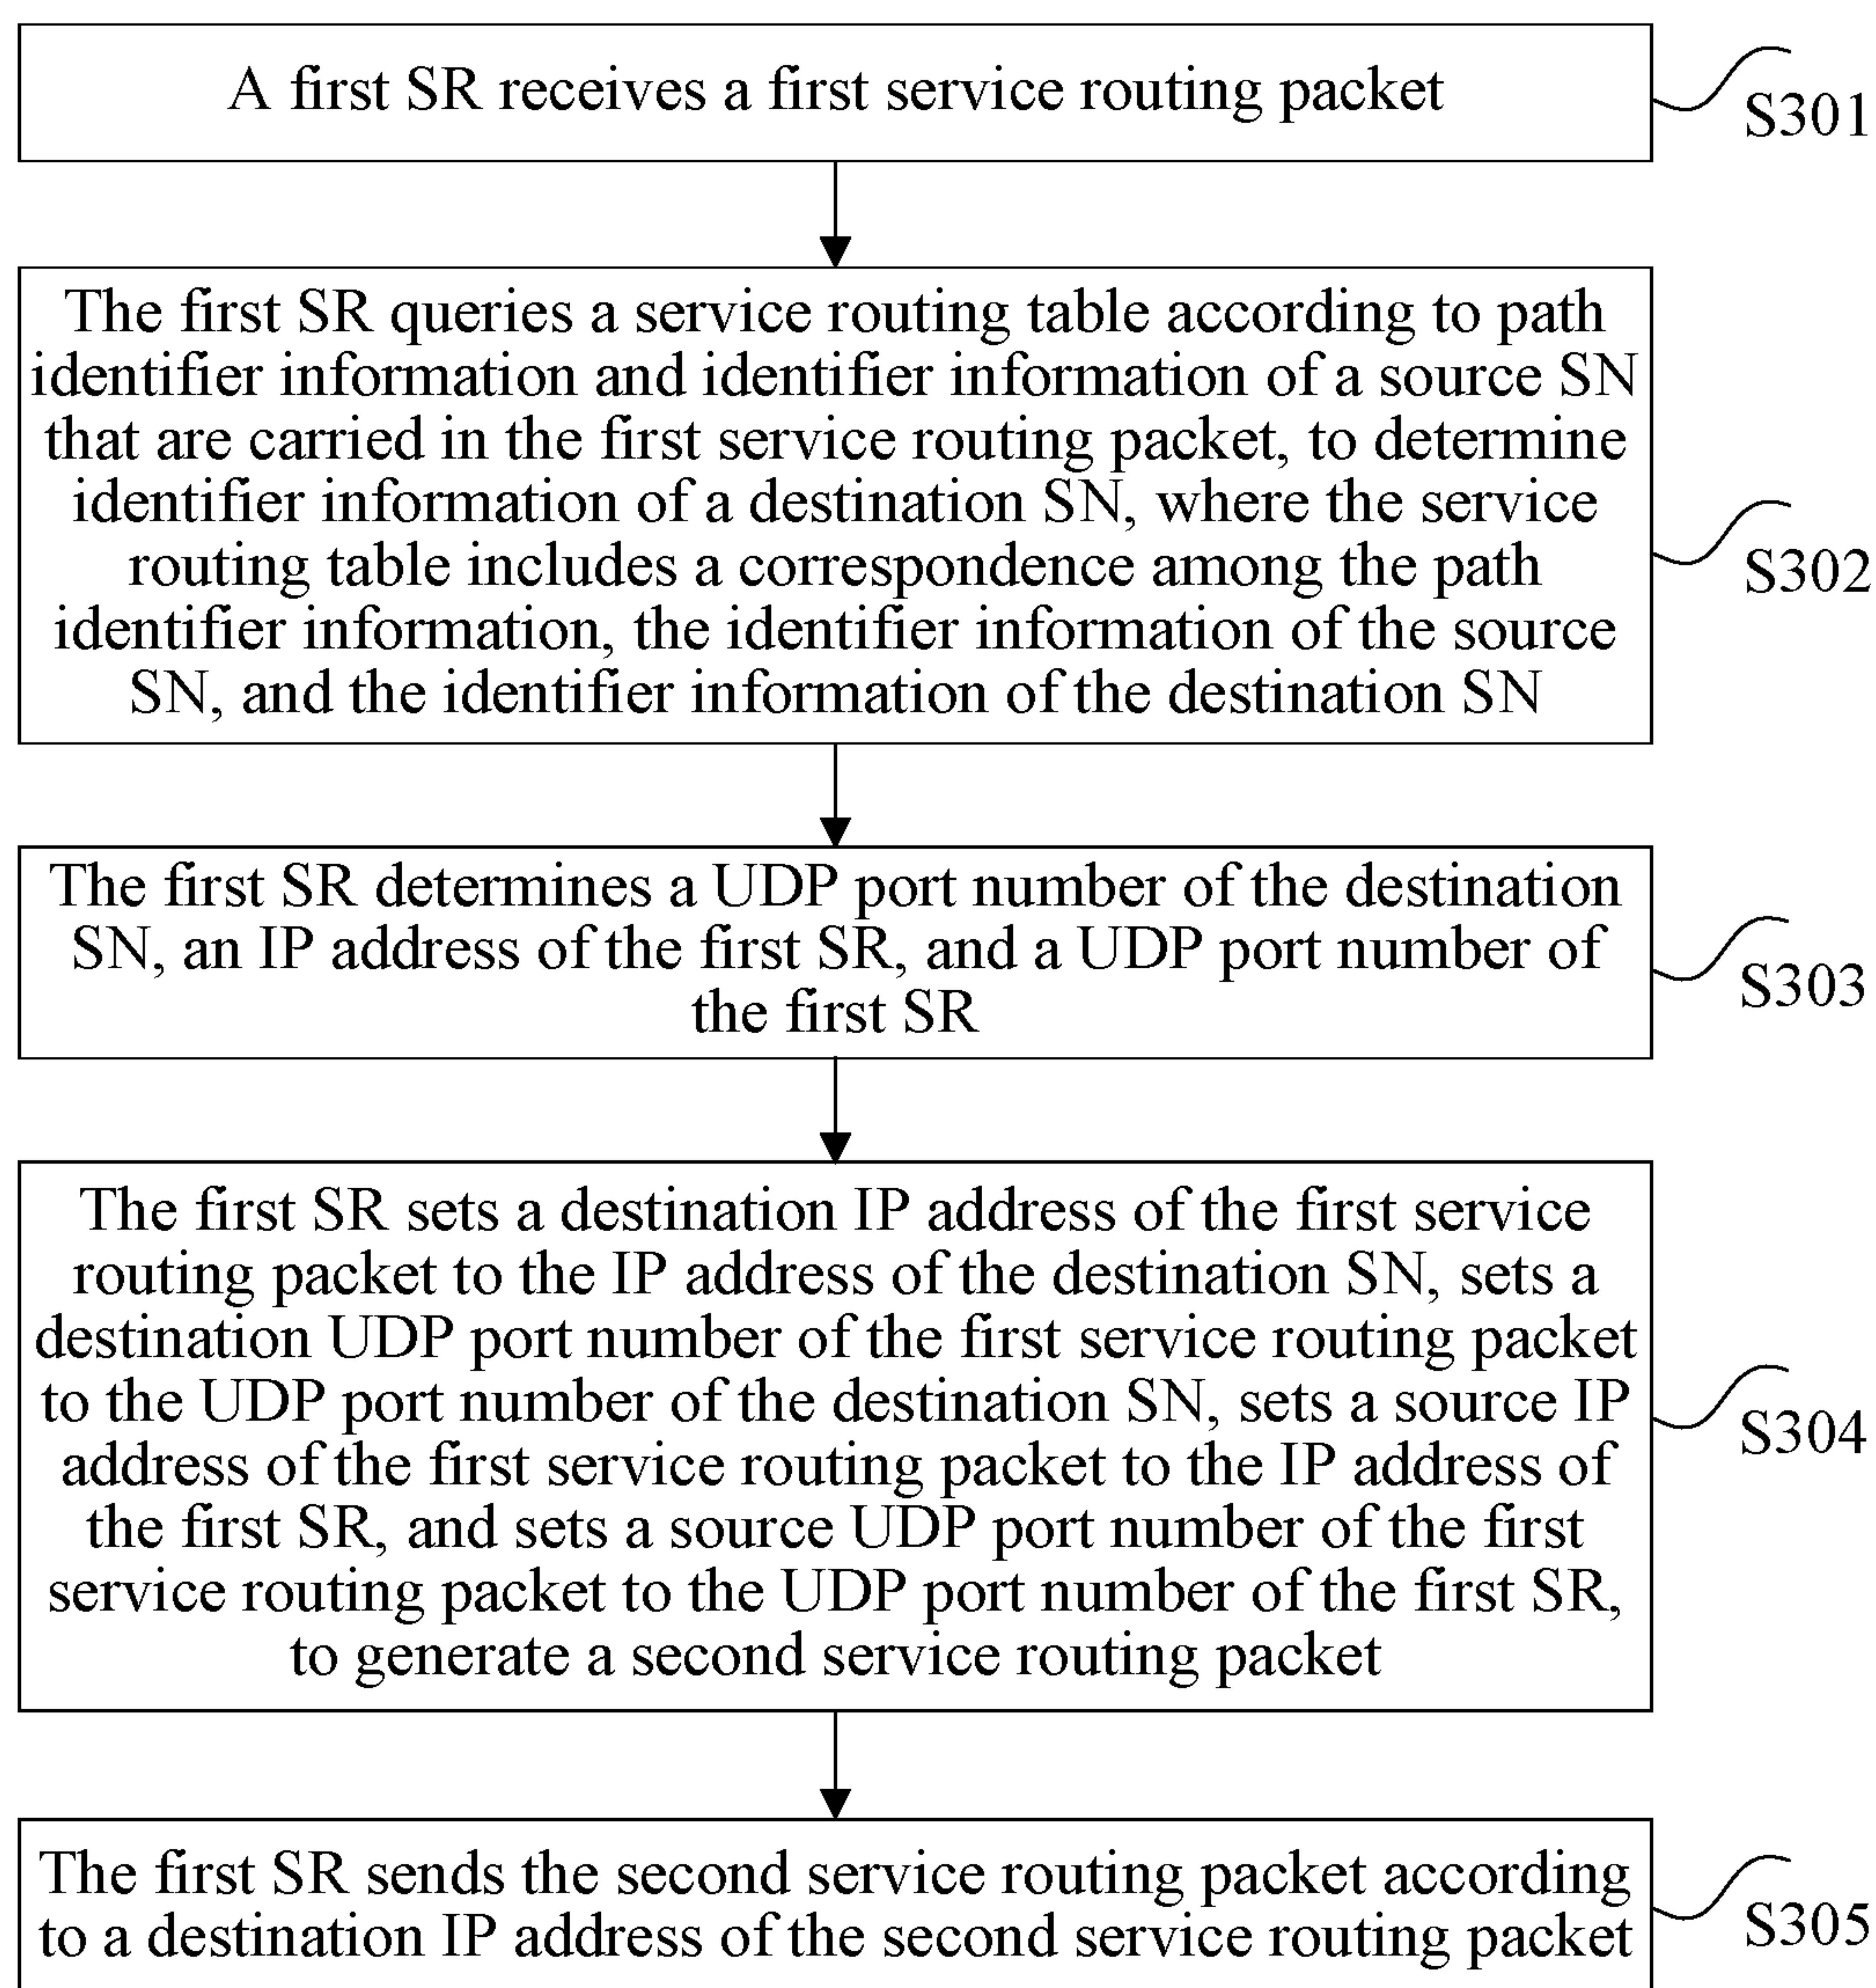 A first SR receives a first service routing packet
S301
The first SR queries a service routing table according to path
identifier information and identifier information of a source SN
that are carried in the first service routing packet, to determine
identifier information of a destination SN, where the service
routing table includes a correspondence among the path
identifier information, the identifier information of the source
SN, and the identifier information of the destination SN
S302
The first SR determines a UDP port number of the destination
SN, an IP address of the first SR, and a UDP port number of
the first SR
S303
The first SR sets a destination IP address of the first service
routing packet to the IP address of the destination SN, sets a
destination UDP port number of the first service routing packet
to the UDP port number of the destination SN, sets a source IP
address of the first service routing packet to the IP address of
the first SR, and sets a source UDP port number of the first
service routing packet to the UDP port number of the first SR,
to generate a second service routing packet
S304
The first SR sends the second service routing packet according
to a destination IP address of the second service routing packet
S305